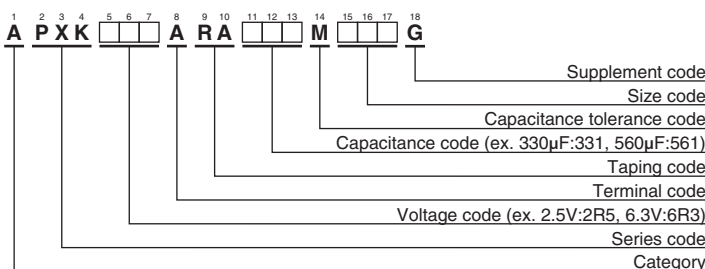 1 2 3 4 5 6 7 8 9 10 11 12 13 14 15 16 17 18
A P X K □□□ A R A □□□ M □□□ G
Supplement code
Size code
Capacitance tolerance code
Capacitance code (ex. 330µF:331, 560µF:561)
Taping code
Terminal code
Voltage code (ex. 2.5V:2R5, 6.3V:6R3)
Series code
Category